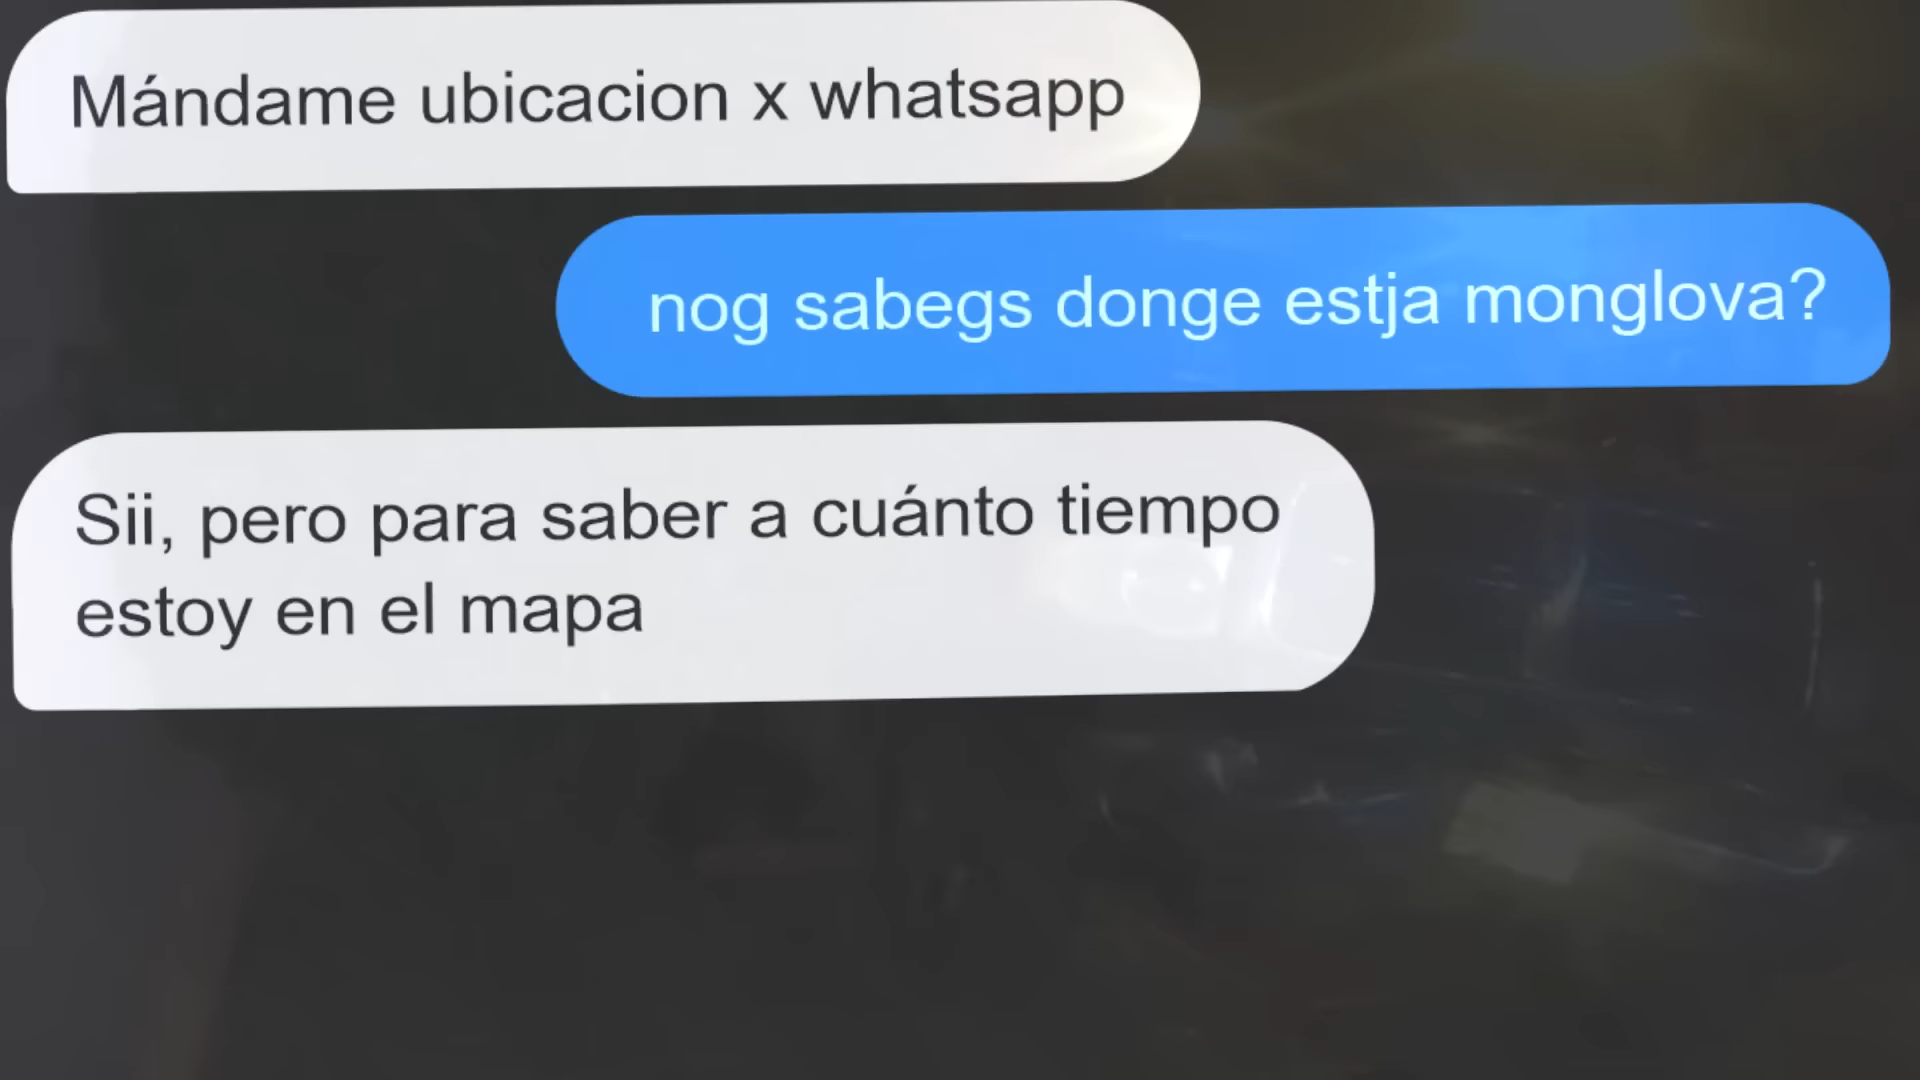 Mándame ubicacion x whatsapp
nog sabegs donge estja monglova?
Sii, pero para saber a cuánto tiempo
estoy en el mapa